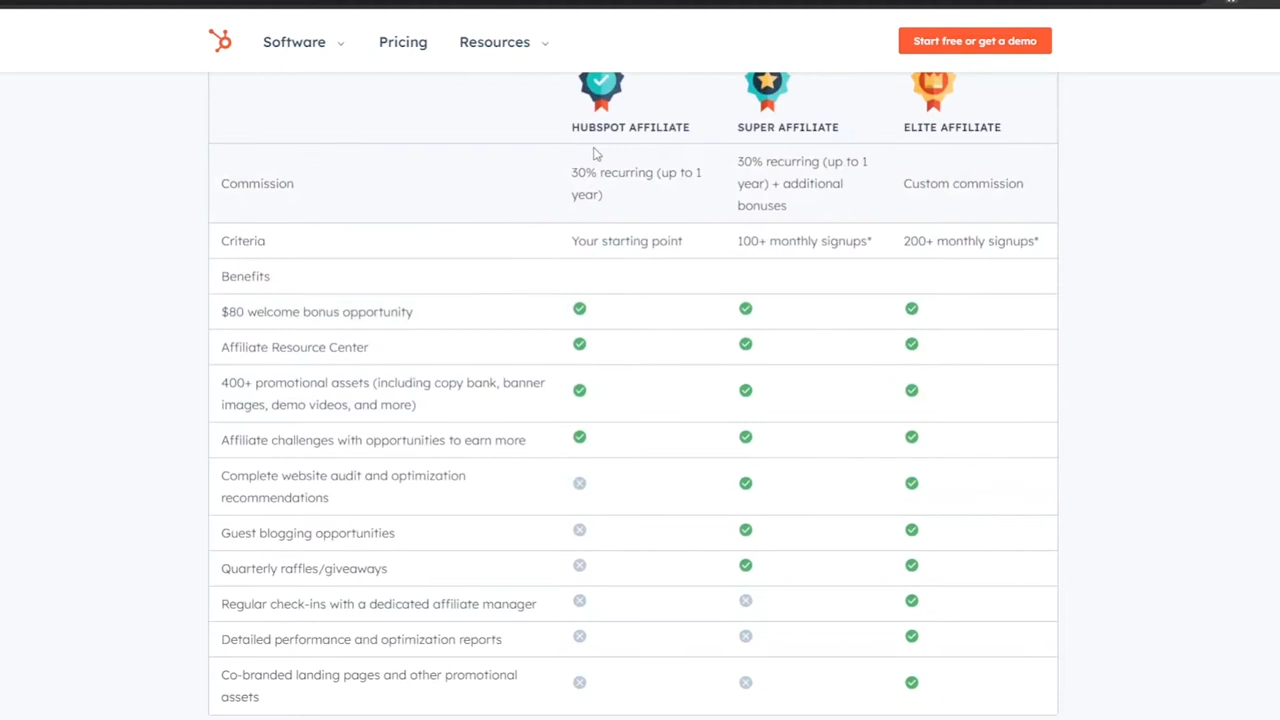 Software
Pricing
Resources
Start free or get a demo
HUBSPOT AFFILIATE
SUPER AFFILIATE
ELITE AFFILIATE
Commission
30% recurring (up to 1
year)
30% recurring (up to 1
year) + additional
bonuses
Custom commission
Criteria
Your starting point
100+ monthly signups*
200+ monthly signups*
Benefits
$80 welcome bonus opportunity
Affiliate Resource Center
400+ promotional assets (including copy bank, banner
images, demo videos, and more)
Affiliate challenges with opportunities to earn more
Complete website audit and optimization
recommendations
Guest blogging opportunities
Quarterly raffles/giveaways
Regular check-ins with a dedicated affiliate manager
Detailed performance and optimization reports
Co-branded landing pages and other promotional
assets